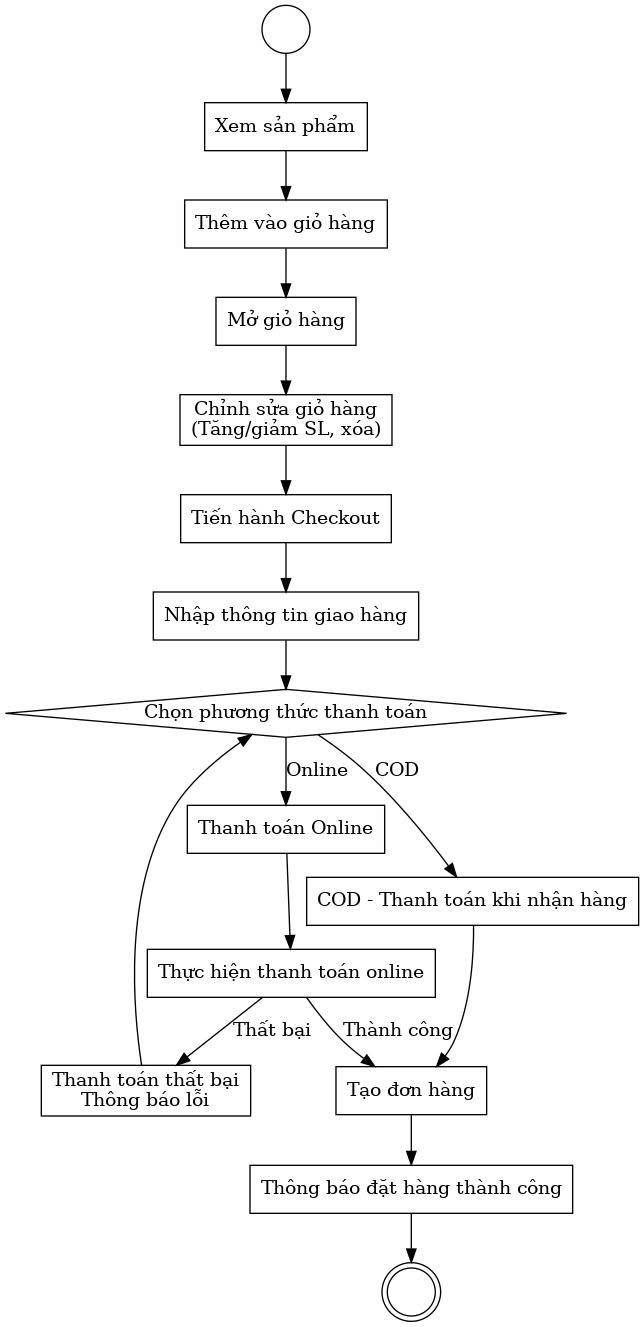 Xem sản phẩm
Thêm vào giỏ hàng
Mở giỏ hàng
Chỉnh sửa giỏ hàng
(Tăng/giảm SL, xóa)
Tiến hành Checkout
Nhập thông tin giao hàng
Chọn phương thức thanh toán
Online
COD
Thanh toán Online
COD - Thanh toán khi nhận hàng
Thực hiện thanh toán online
Thất bại
Thành công
Thanh toán thất bại
Thông báo lỗi
Tạo đơn hàng
Thông báo đặt hàng thành công